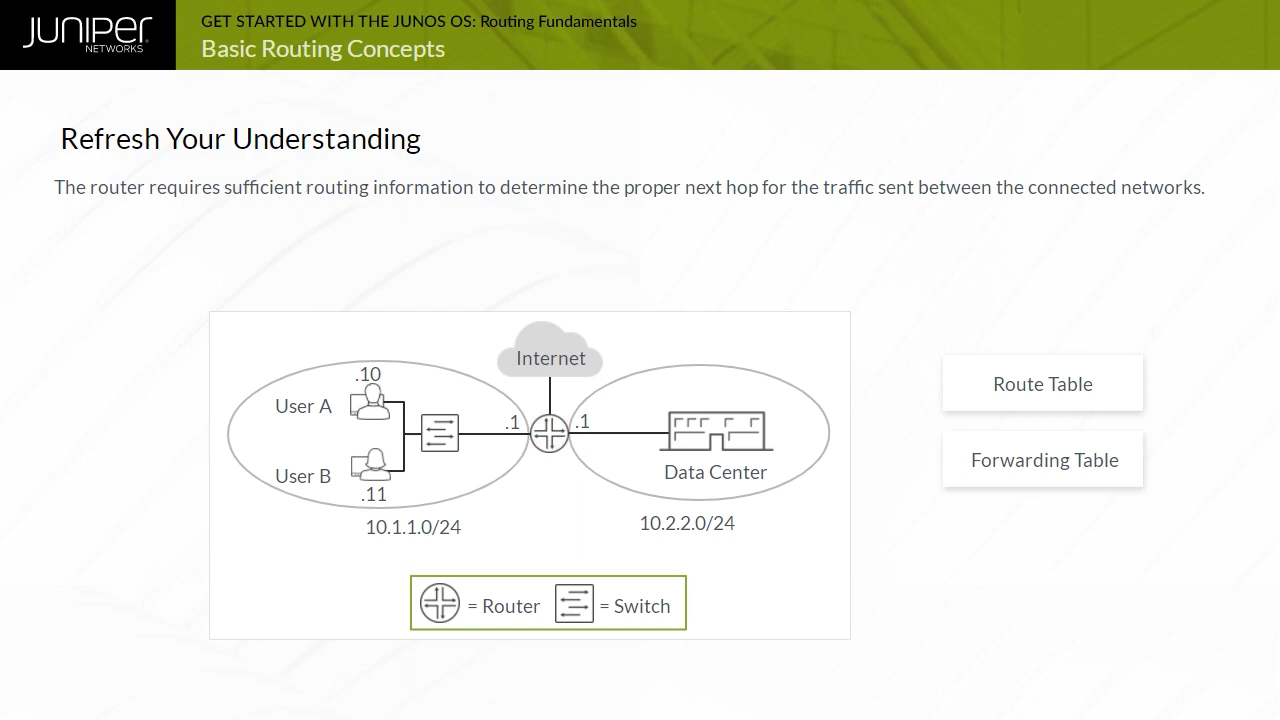 JUNIPER
NETWORKS
GET STARTED WITH THE JUNOS OS: Routing Fundamentals
Basic Routing Concepts
Refresh Your Understanding
The router requires sufficient routing information to determine the proper next hop for the traffic sent between the connected networks.
Internet
.10
User A
.1
.1
User B
.11
Data Center
10.1.1.0/24
10.2.2.0/24
= Router
= Switch
Route Table
Forwarding Table